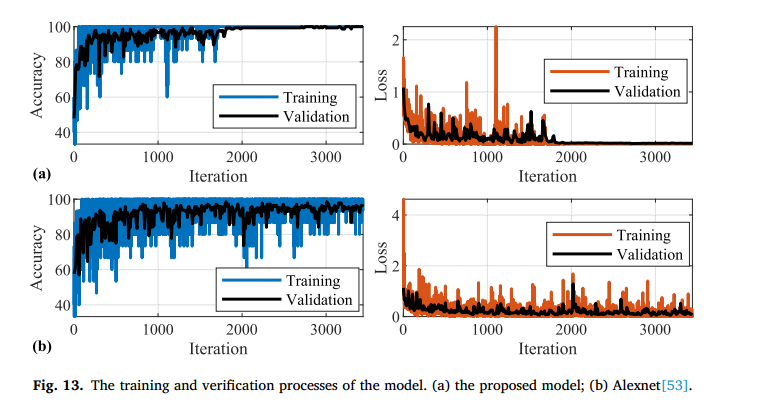 100
80
60
40
Accuracy
0
1000
2000
3000
Iteration
Training
Validation
(a)
2
1
0
Loss
0
1000
2000
3000
Iteration
Training
Validation
100
80
60
40
Accuracy
0
1000
2000
3000
Iteration
Training
Validation
(b)
4
2
0
Loss
0
1000
2000
3000
Iteration
Training
Validation
Fig. 13. The training and verification processes of the model. (a) the proposed model; (b) Alexnet[53].